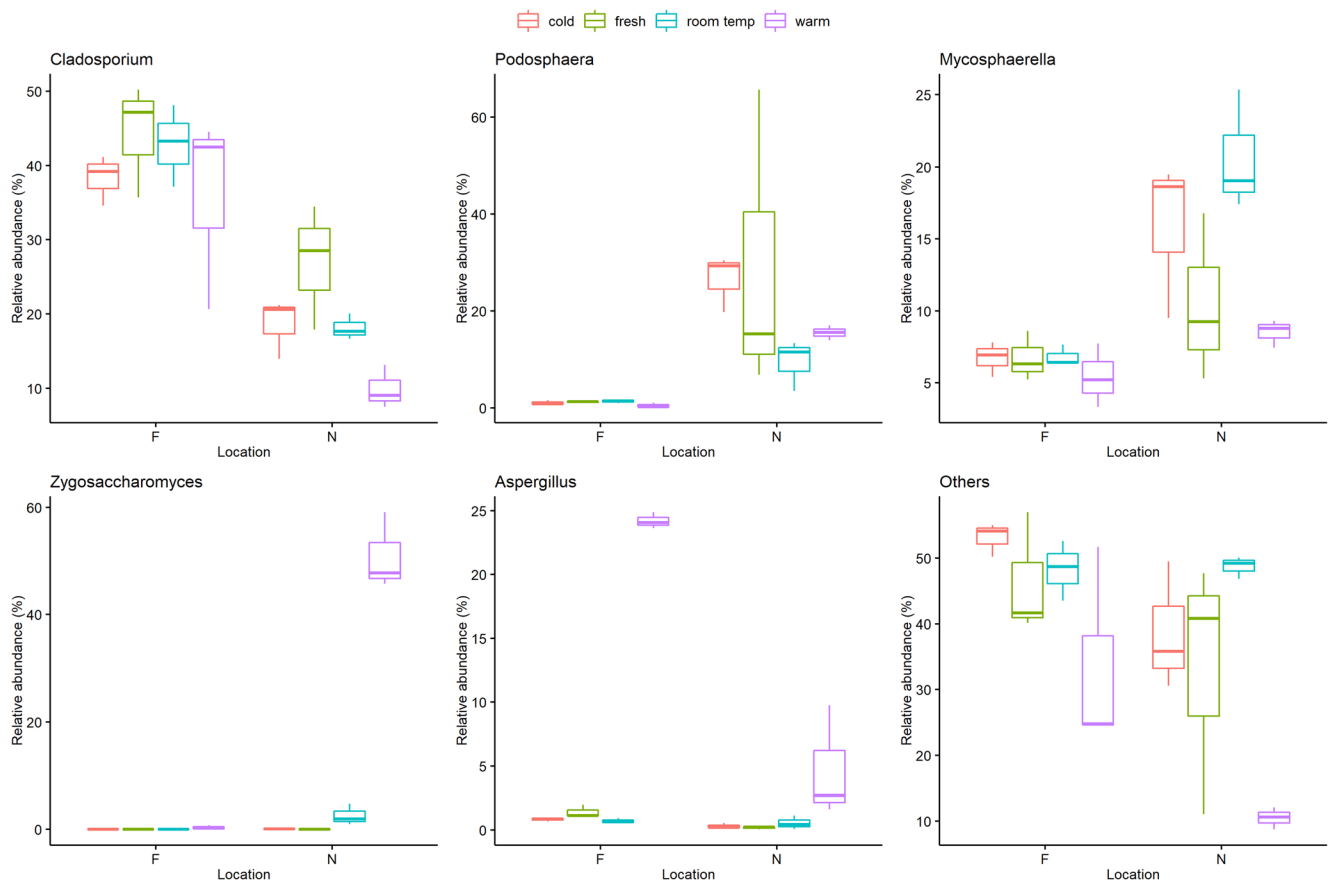 cold fresh room temp warm
Cladosporium
Relative abundance (%)
50
40
30
20
10
F N
Location
Podosphaera
Relative abundance (%)
60
40
20
0
F N
Location
Mycosphaerella
Relative abundance (%)
25
20
15
10
5
F N
Location
Zygosaccharomyces
Relative abundance (%)
60
40
20
0
F N
Location
Aspergillus
Relative abundance (%)
25
20
15
10
5
0
F N
Location
Others
Relative abundance (%)
50
40
30
20
10
F N
Location